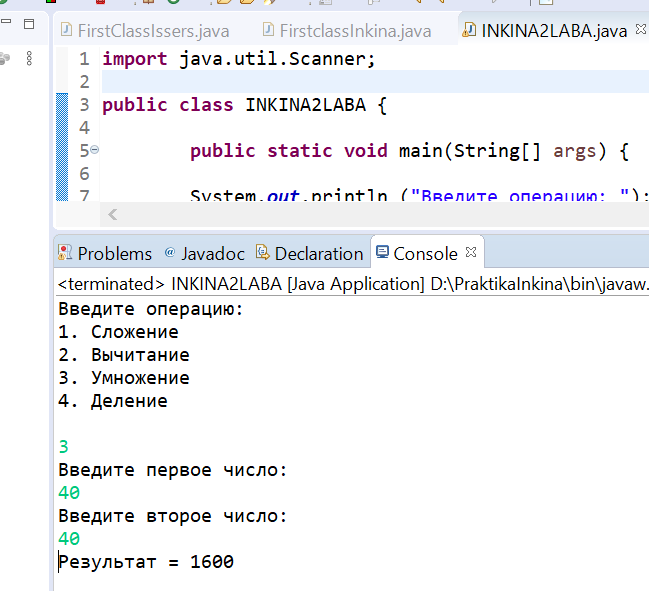 FirstClassIssers.java FirstclassInkina.java INKINA2LABA.java
1 import java.util.Scanner;
2
3 public class INKINA2LABA {
4
5 public static void main(String[] args) {
6
7 System.out.println ("Введите операцию: ");
Problems Javadoc Declaration Console
<terminated> INKINA2LABA [Java Application] D:\PraktikaInkina\bin\javaw.
Введите операцию:
1. Сложение
2. Вычитание
3. Умножение
4. Деление
3
Введите первое число:
40
Введите второе число:
40
Результат = 1600